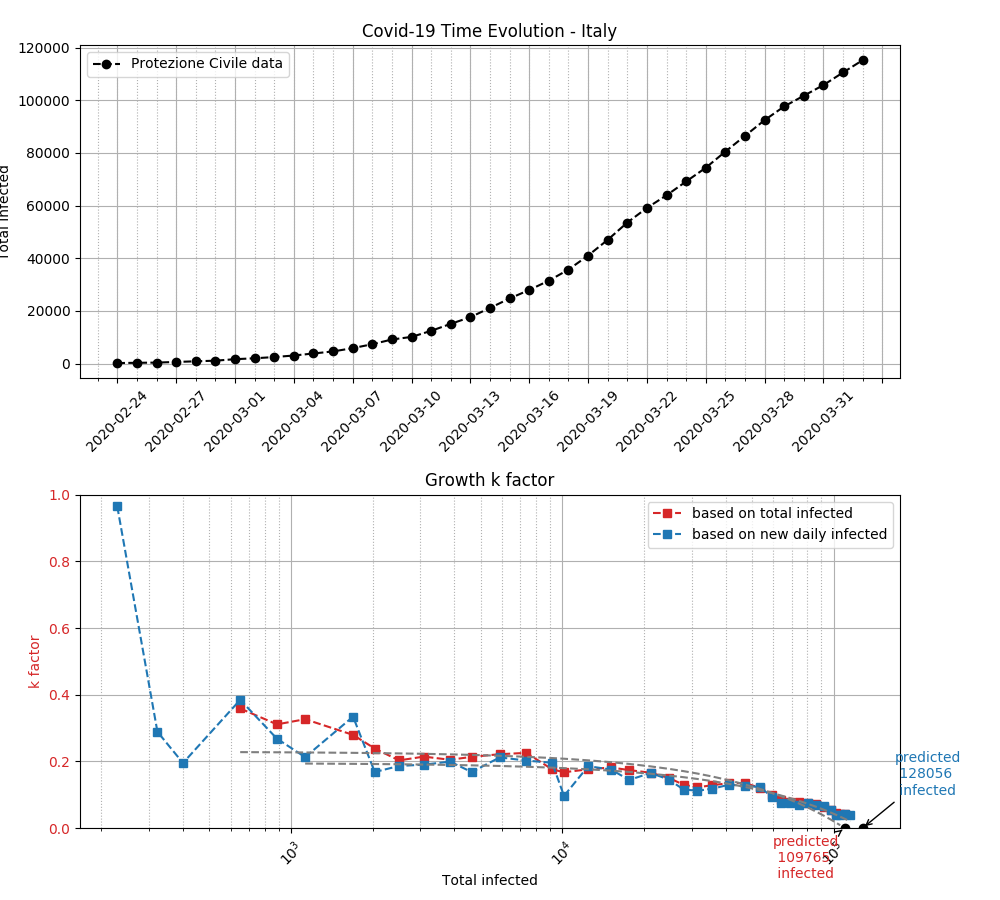 Covid-19 Time Evolution - Italy
Protezione Civile data
120000
100000
80000
60000
40000
20000
0
Total infected
2020-02-24
2020-02-27
2020-03-01
2020-03-04
2020-03-07
2020-03-10
2020-03-13
2020-03-16
2020-03-19
2020-03-22
2020-03-25
2020-03-28
2020-03-31
Growth k factor
based on total infected
based on new daily infected
1.0
0.8
0.6
0.4
0.2
0.0
k factor
predicted
128056
infected
10³
10⁴
10⁵
predicted
109765
infected
Total infected